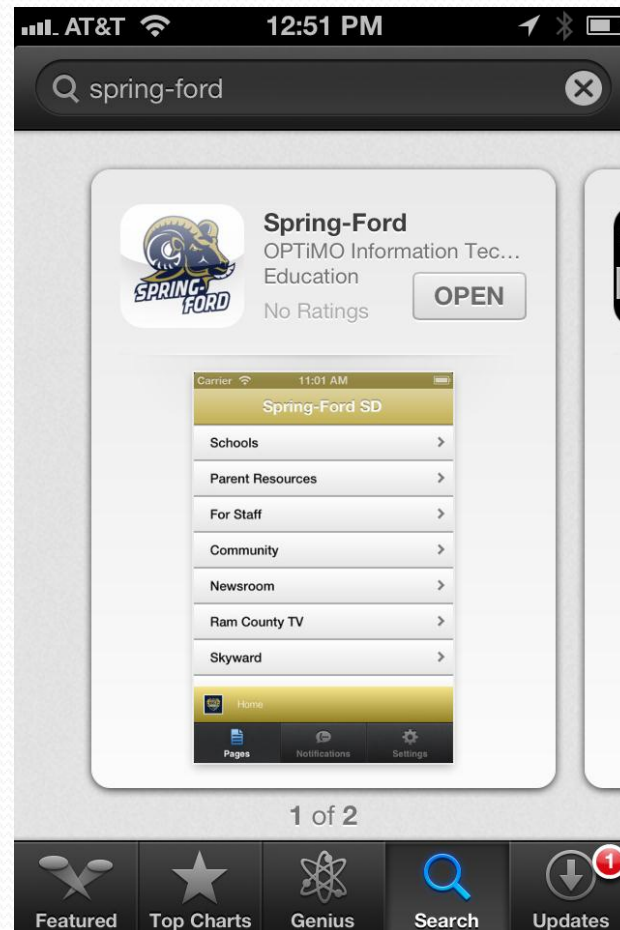 AT&T 12:51 PM
spring-ford
SPRING-
FORD
Spring-Ford
OPTiMO Information Tec...
Education
No Ratings
OPEN
Carrier 11:01 AM
Spring-Ford SD
Schools
Parent Resources
For Staff
Community
Newsroom
Ram County TV
Skyward
Home
Pages Notifications Settings
1 of 2
1
Featured Top Charts Genius Search Updates